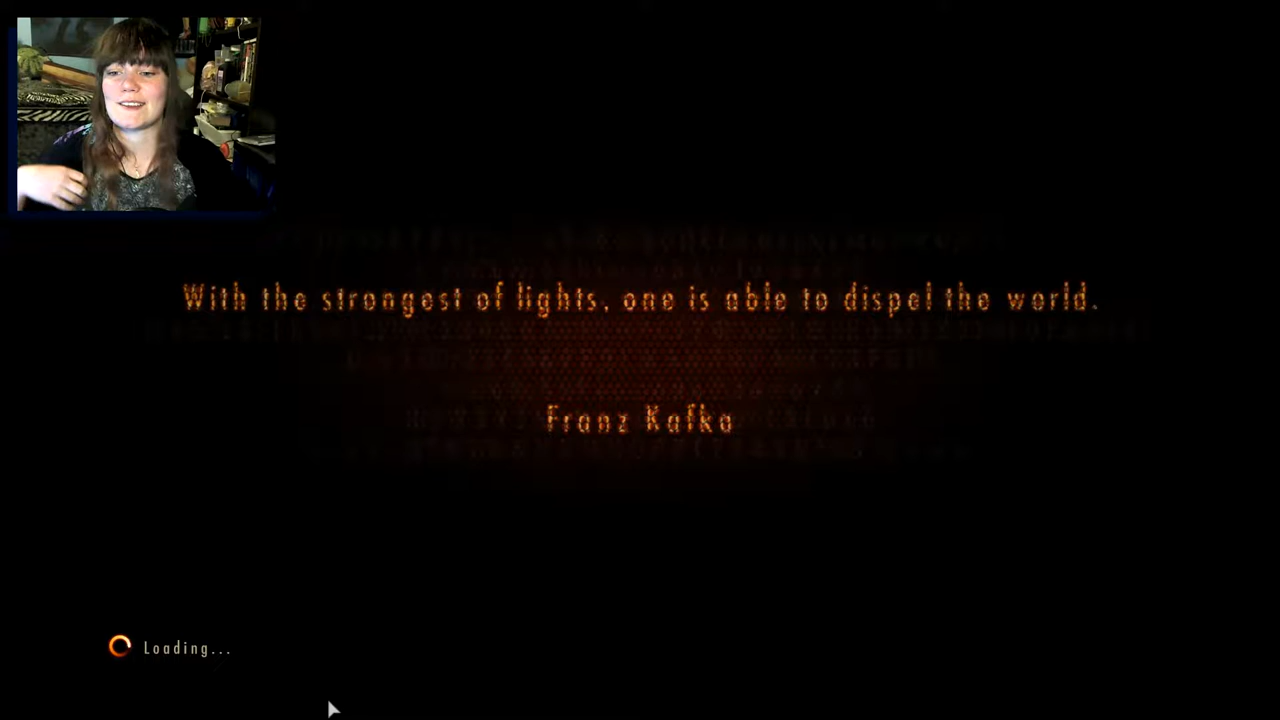 With the strongest of lights, one is able to dispel the world.
Franz Kafka
Loading...